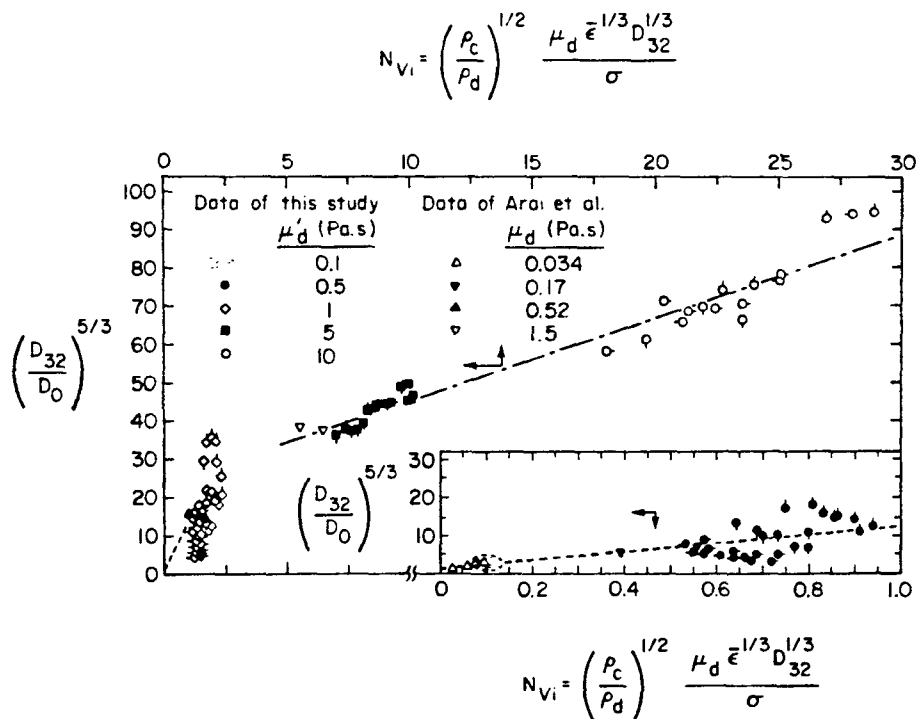 N_Vi = (ρ_c/ρ_d)^1/2 μ_d ε̄^1/3 D_32^1/3 / σ
0 5 10 15 20 25 30
100
90
80
70
60
50
40
30
20
10
0
(D_32/D_0)^5/3
Data of this study Data of Arai et al.
μ'_d (Pa.s) μ_d (Pa.s)
0.1 0.034
0.5 0.17
1 0.52
5 1.5
10
(D_32/D_0)^5/3
30
20
10
0
0 0.2 0.4 0.6 0.8 1.0
N_Vi = (ρ_c/ρ_d)^1/2 μ_d ε̄^1/3 D_32^1/3 / σ